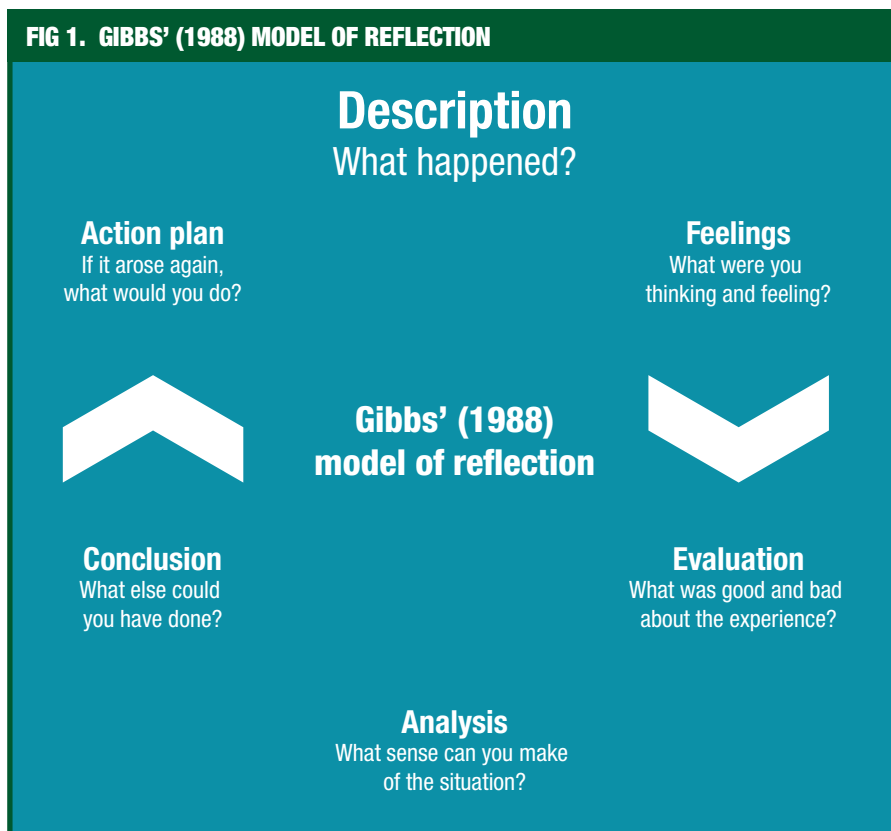 FIG 1. GIBBS’ (1988) MODEL OF REFLECTION
Description
What happened?
Action plan
If it arose again,
what would you do?
Feelings
What were you
thinking and feeling?
Gibbs’ (1988)
model of reflection
Conclusion
What else could
you have done?
Evaluation
What was good and bad
about the experience?
Analysis
What sense can you make
of the situation?